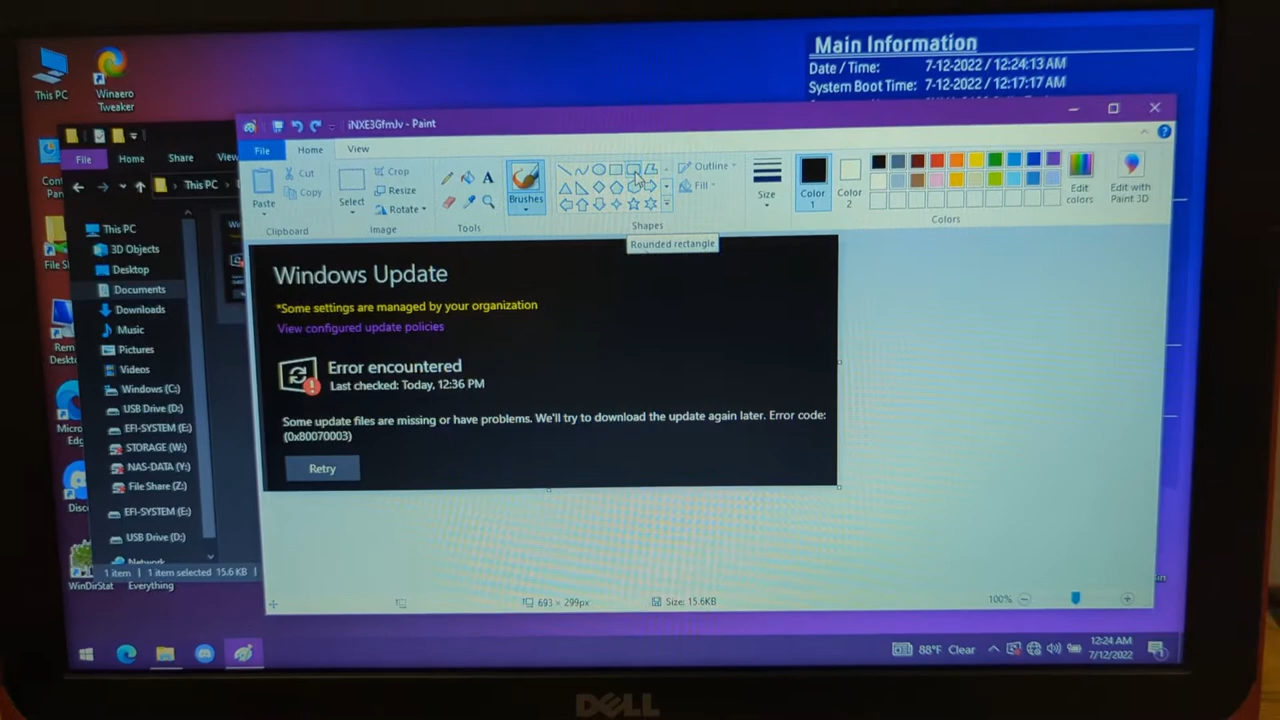 This PC
Winaero
Tweaker
Main Information
Date / Time: 7-12-2022 / 12:24:13 AM
System Boot Time: 7-12-2022 / 12:17:17 AM
iNXE3GfmJv - Paint
File
Home
View
Cut
Copy
Paste
Clipboard
Crop
Resize
Rotate
Select
Image
Tools
Brushes
Outline
Fill
Shapes
Rounded rectangle
Size
Color
1
Color
2
Colors
Edit
colors
Edit with
Paint 3D
File
Home
Share
View
This PC
This PC
3D Objects
Desktop
Documents
Downloads
Music
Pictures
Videos
Windows (C:)
USB Drive (D:)
EFI-SYSTEM (E:)
STORAGE (W:)
NAS-DATA (Y:)
File Share (Z:)
EFI-SYSTEM (E:)
USB Drive (D:)
Network
1 item
1 item selected 15.6 KB
Windows Update
*Some settings are managed by your organization
View configured update policies
Error encountered
Last checked: Today, 12:36 PM
Some update files are missing or have problems. We'll try to download the update again later. Error code:
(0x80070003)
Retry
693 × 299px
Size: 15.6KB
100%
WinDirStat
Everything
88°F Clear
12:24 AM
7/12/2022
DELL